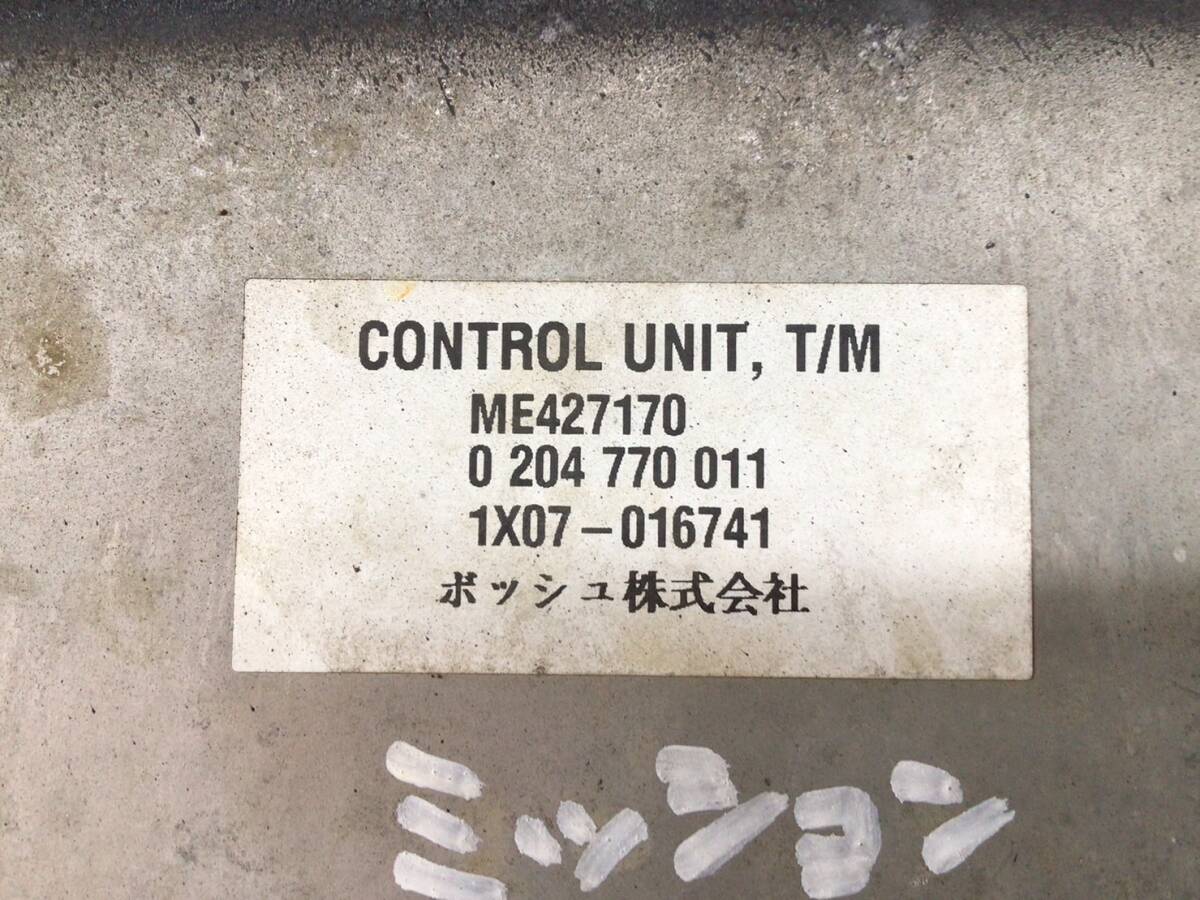 CONTROL UNIT, T/M
ME427170
0 204 770 011
1X07-016741
ボッシュ株式会社
ミッション